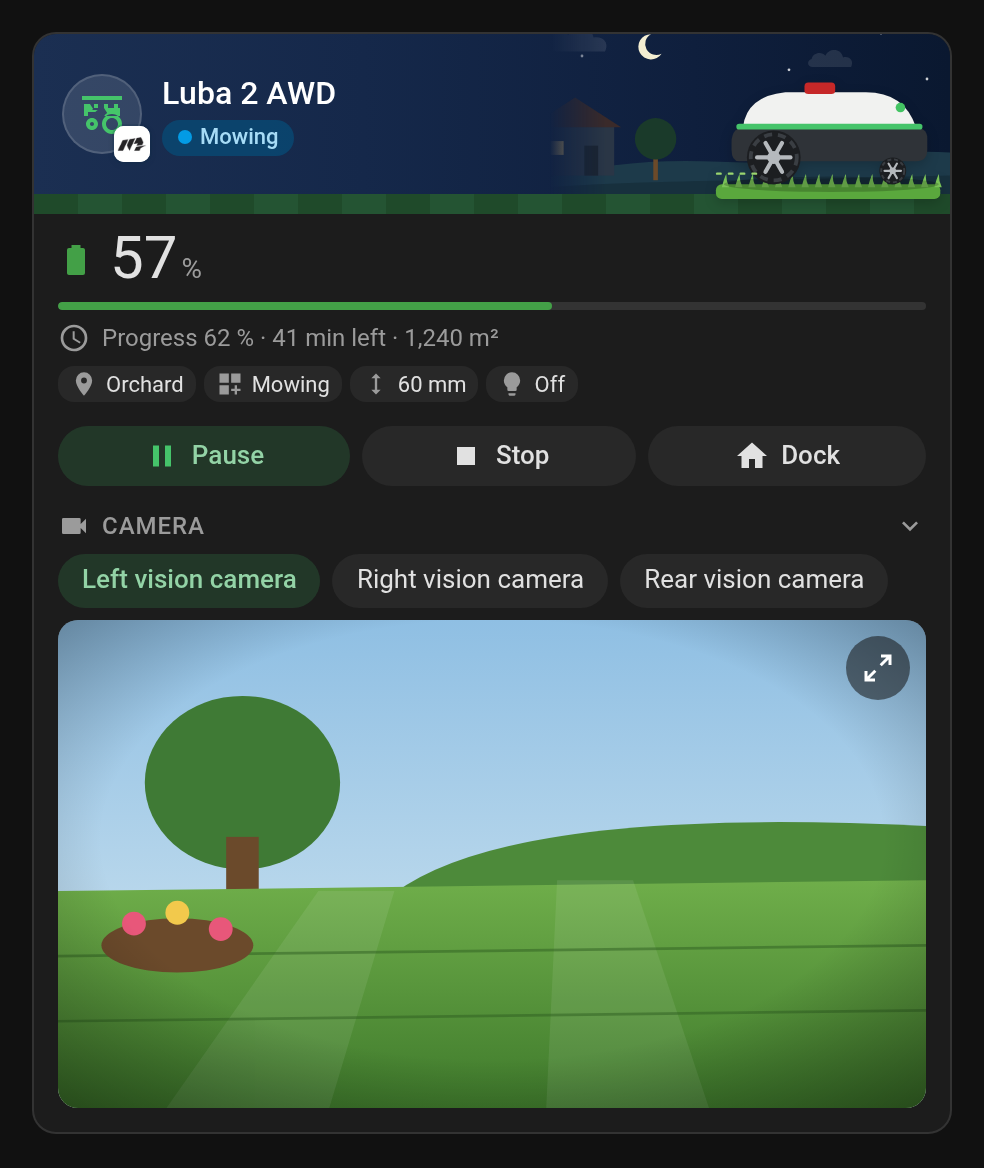 Luba 2 AWD
Mowing
57 %
Progress 62 % · 41 min left · 1,240 m²
Orchard Mowing 60 mm Off
Pause Stop Dock
CAMERA
Left vision camera Right vision camera Rear vision camera